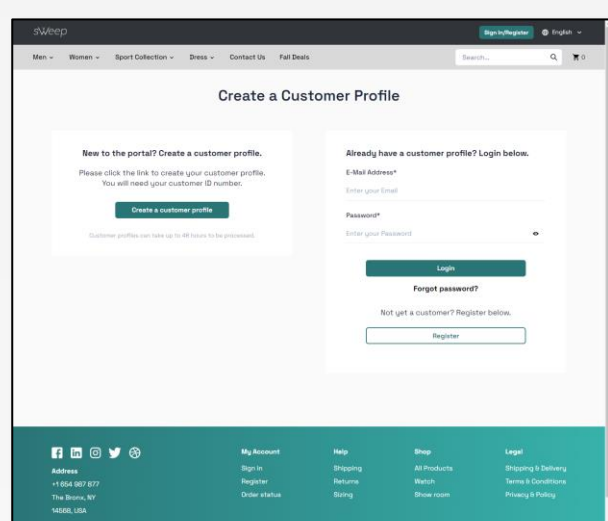 sWeep
Sign In/Register
English
Men
Women
Sport Collection
Dress
Contact Us
Fall Deals
Search...
0
Create a Customer Profile
New to the portal? Create a customer profile.
Please click the link to create your customer profile.
You will need your customer ID number.
Create a customer profile
Customer profiles can take up to 48 hours to be processed.
Already have a customer profile? Login below.
E-Mail Address*
Enter your Email
Password*
Enter your Password
Login
Forgot password?
Not yet a customer? Register below.
Register
Address
+1 654 987 877
The Bronx, NY
14568, USA
My Account
Sign in
Register
Order status
Help
Shipping
Returns
Sizing
Shop
All Products
Watch
Show room
Legal
Shipping & Delivery
Terms & Conditions
Privacy & Policy